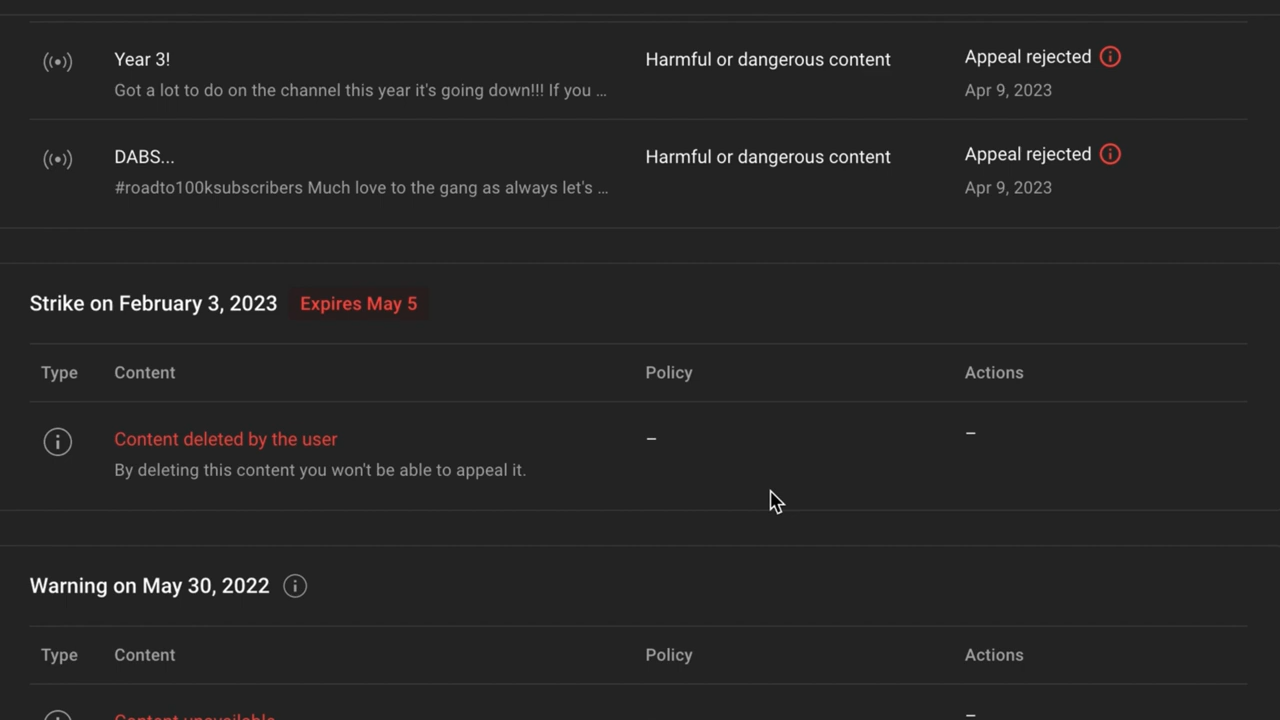 Year 3!
Harmful or dangerous content
Appeal rejected
Got a lot to do on the channel this year it's going down!!! If you ...
Apr 9, 2023
DABS...
Harmful or dangerous content
Appeal rejected
#roadto100ksubscribers Much love to the gang as always let's ...
Apr 9, 2023
Strike on February 3, 2023
Expires May 5
Type
Content
Policy
Actions
Content deleted by the user
–
–
By deleting this content you won't be able to appeal it.
Warning on May 30, 2022
Type
Content
Policy
Actions
Content unavailable
–